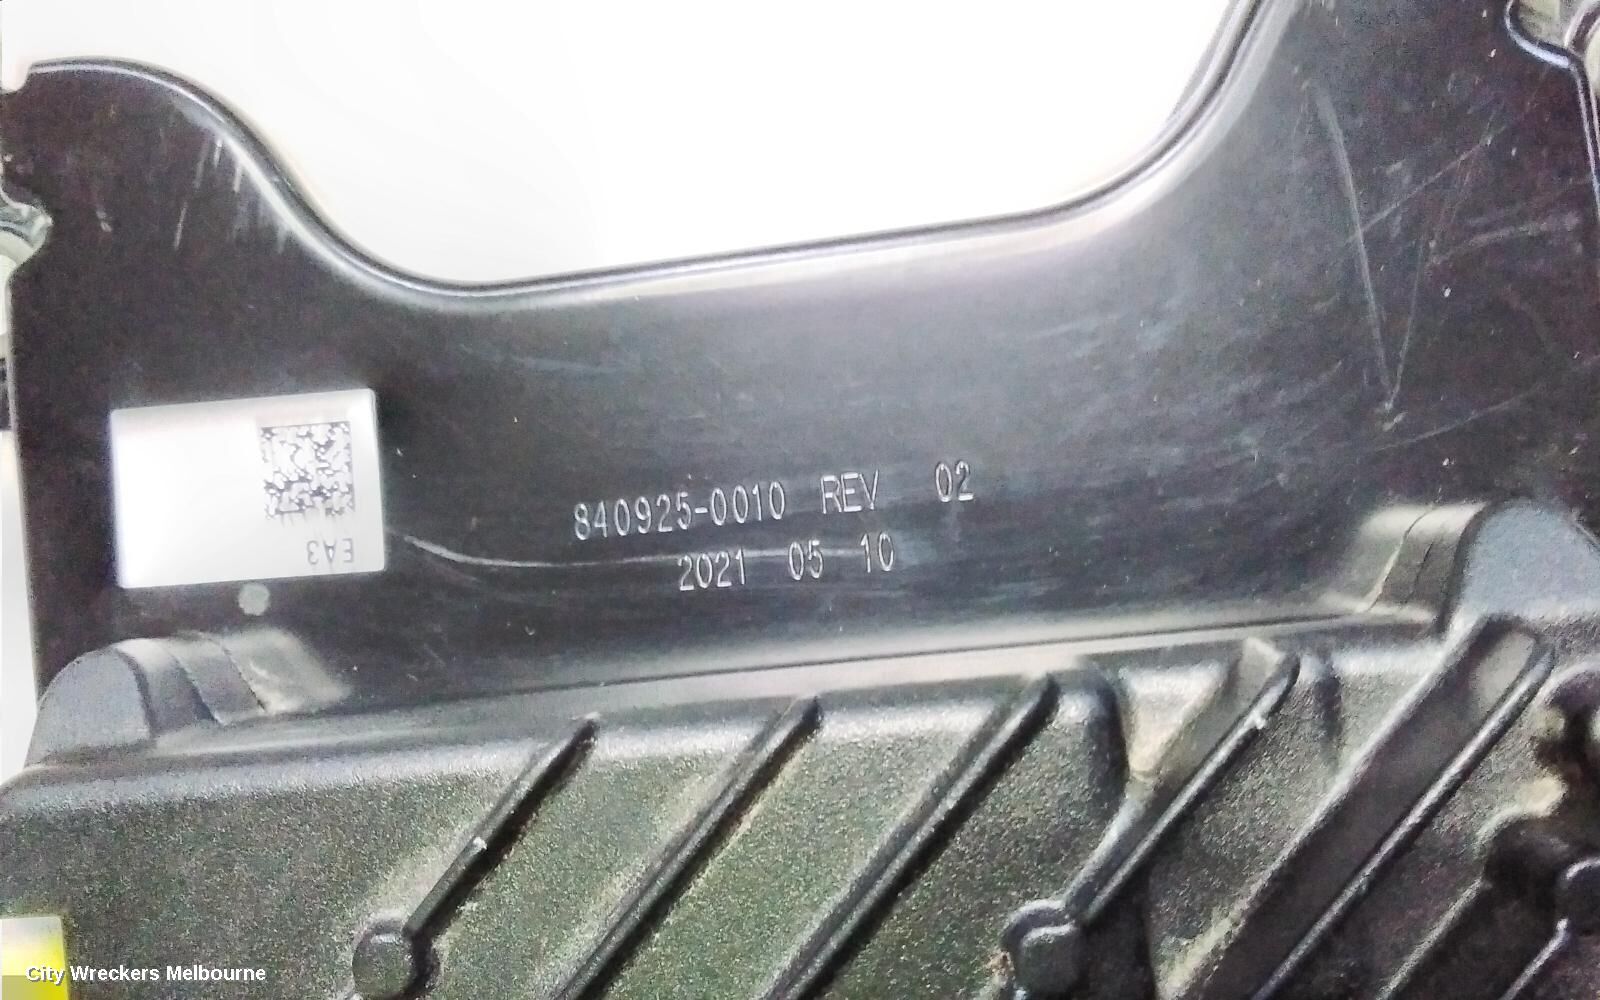 840925-0010 REV 02
2021 05 10
EA3
City Wreckers Melbourne